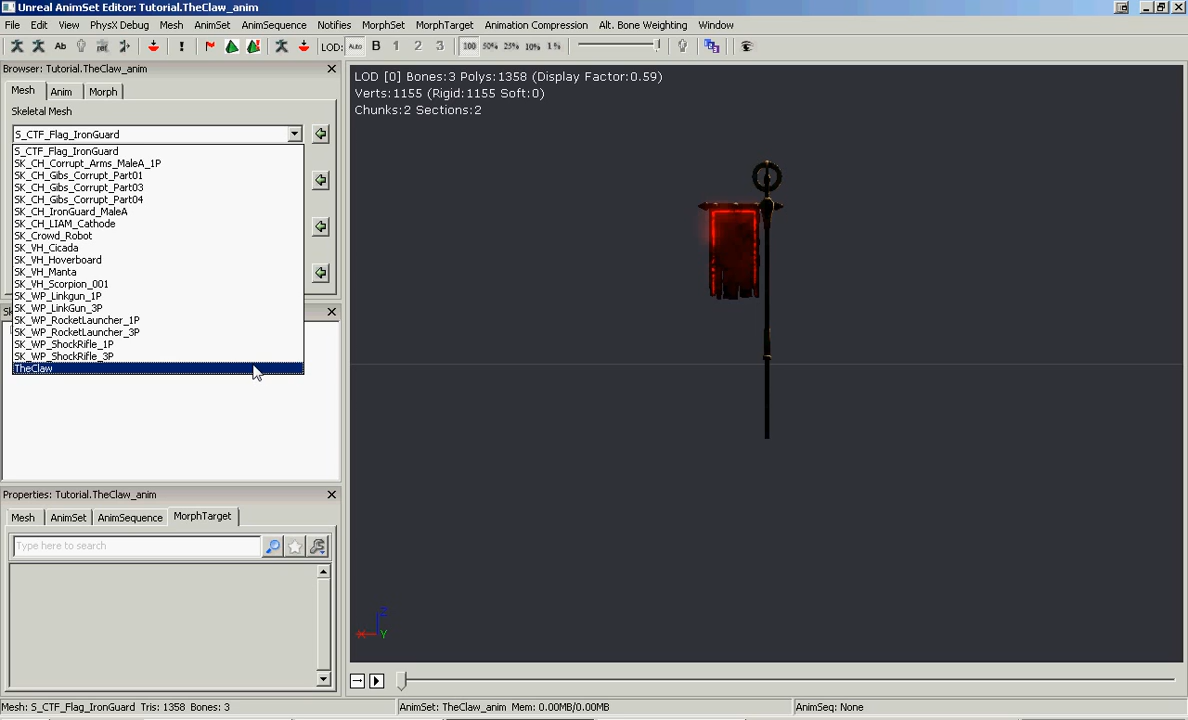 Unreal AnimSet Editor: Tutorial.TheClaw_anim
File Edit View PhysX Debug Mesh AnimSet AnimSequence Notifies MorphSet MorphTarget Animation Compression Alt. Bone Weighting Window
Ab ref LOD: Auto B 1 2 3 100 50% 25% 10% 1%
Browser: Tutorial.TheClaw_anim
Mesh Anim Morph
Skeletal Mesh
S_CTF_Flag_IronGuard
S_CTF_Flag_IronGuard
SK_CH_Corrupt_Arms_MaleA_1P
SK_CH_Gibs_Corrupt_Part01
SK_CH_Gibs_Corrupt_Part03
SK_CH_Gibs_Corrupt_Part04
SK_CH_IronGuard_MaleA
SK_CH_LIAM_Cathode
SK_Crowd_Robot
SK_VH_Cicada
SK_VH_Hoverboard
SK_VH_Manta
SK_VH_Scorpion_001
SK_WP_Linkgun_1P
SK_WP_LinkGun_3P
SK_WP_RocketLauncher_1P
SK_WP_RocketLauncher_3P
SK_WP_ShockRifle_1P
SK_WP_ShockRifle_3P
TheClaw
Properties: Tutorial.TheClaw_anim
Mesh AnimSet AnimSequence MorphTarget
Type here to search
LOD [0] Bones:3 Polys:1358 (Display Factor:0.59)
Verts:1155 (Rigid:1155 Soft:0)
Chunks:2 Sections:2
Z
X Y
Mesh: S_CTF_Flag_IronGuard Tris: 1358 Bones: 3
AnimSet: TheClaw_anim Mem: 0.00MB/0.00MB
AnimSeq: None